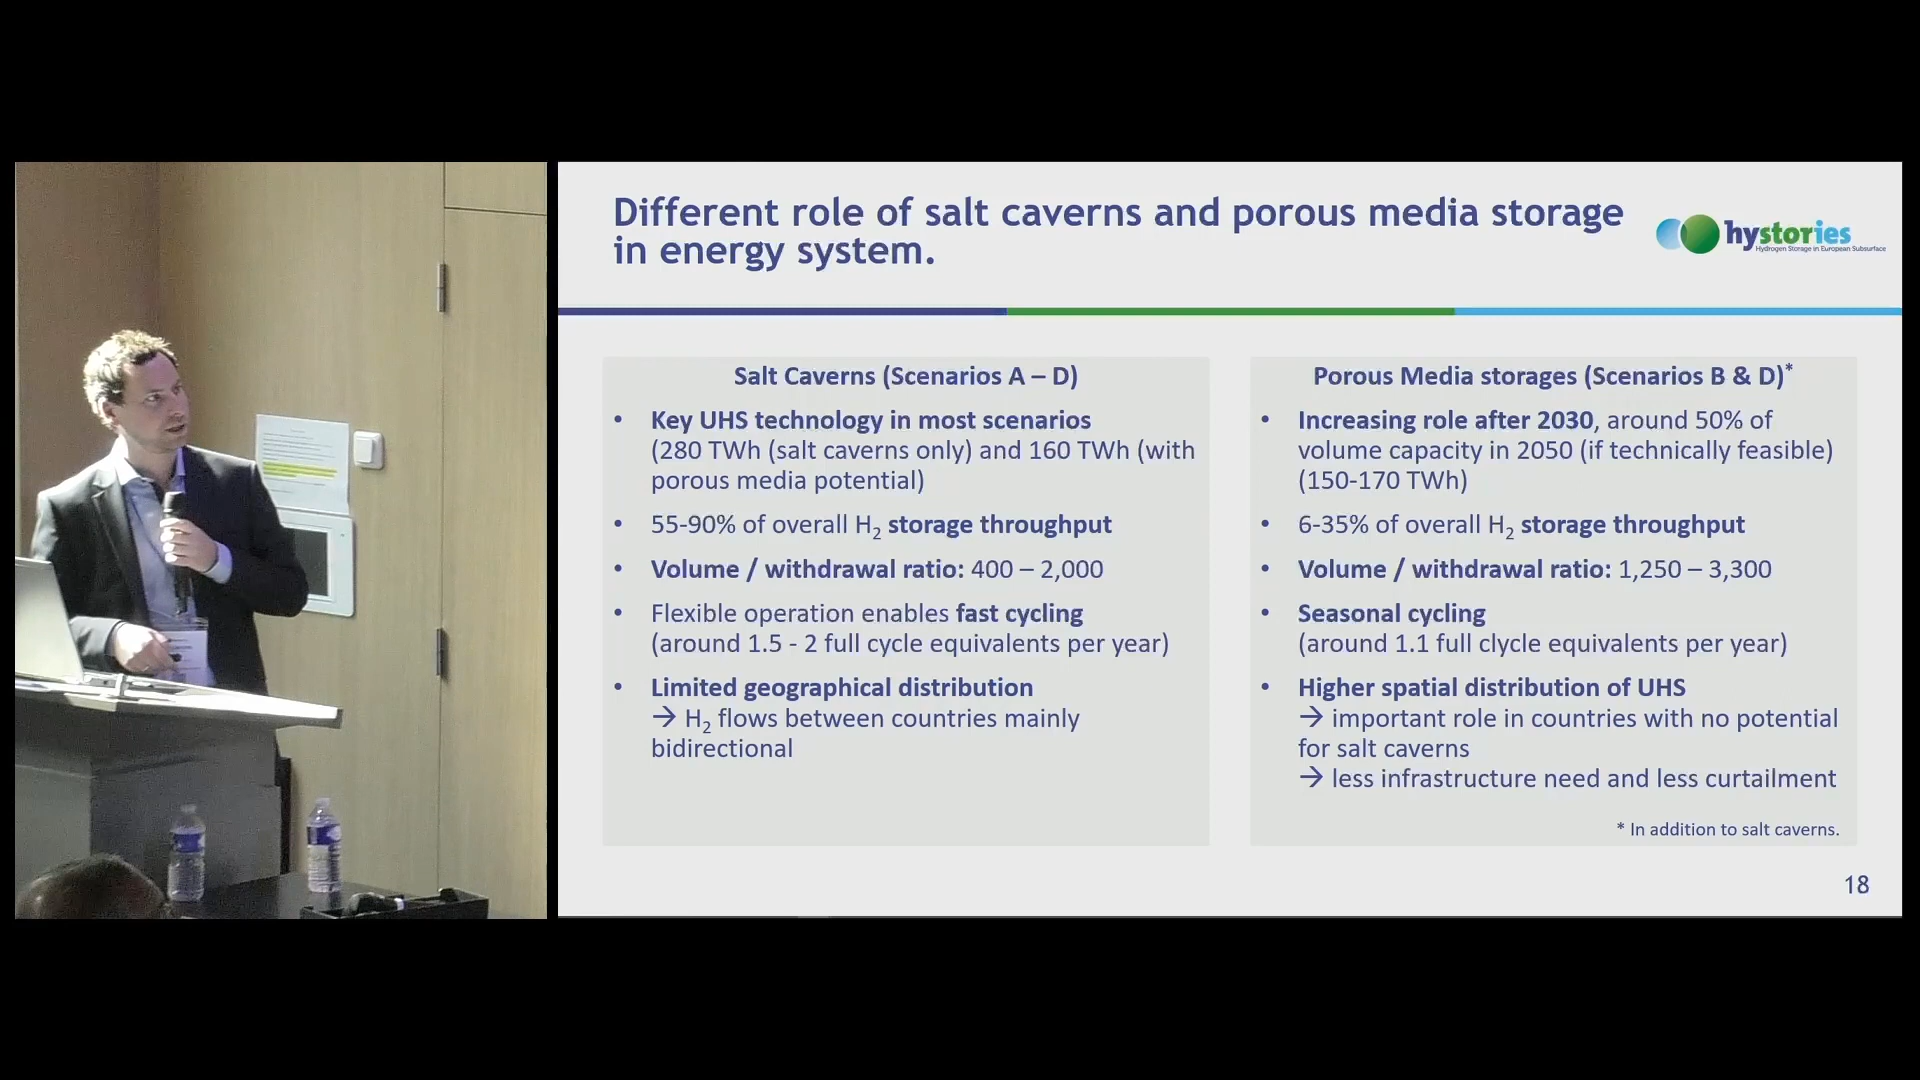 Different role of salt caverns and porous media storage
in energy system.
hystories
Hydrogen Storage in European Subsurface
Salt Caverns (Scenarios A – D)
• Key UHS technology in most scenarios
(280 TWh (salt caverns only) and 160 TWh (with
porous media potential)
• 55-90% of overall H2 storage throughput
• Volume / withdrawal ratio: 400 – 2,000
• Flexible operation enables fast cycling
(around 1.5 - 2 full cycle equivalents per year)
• Limited geographical distribution
→ H2 flows between countries mainly
bidirectional
Porous Media storages (Scenarios B & D)*
• Increasing role after 2030, around 50% of
volume capacity in 2050 (if technically feasible)
(150-170 TWh)
• 6-35% of overall H2 storage throughput
• Volume / withdrawal ratio: 1,250 – 3,300
• Seasonal cycling
(around 1.1 full clycle equivalents per year)
• Higher spatial distribution of UHS
→ important role in countries with no potential
for salt caverns
→ less infrastructure need and less curtailment
* In addition to salt caverns.
18